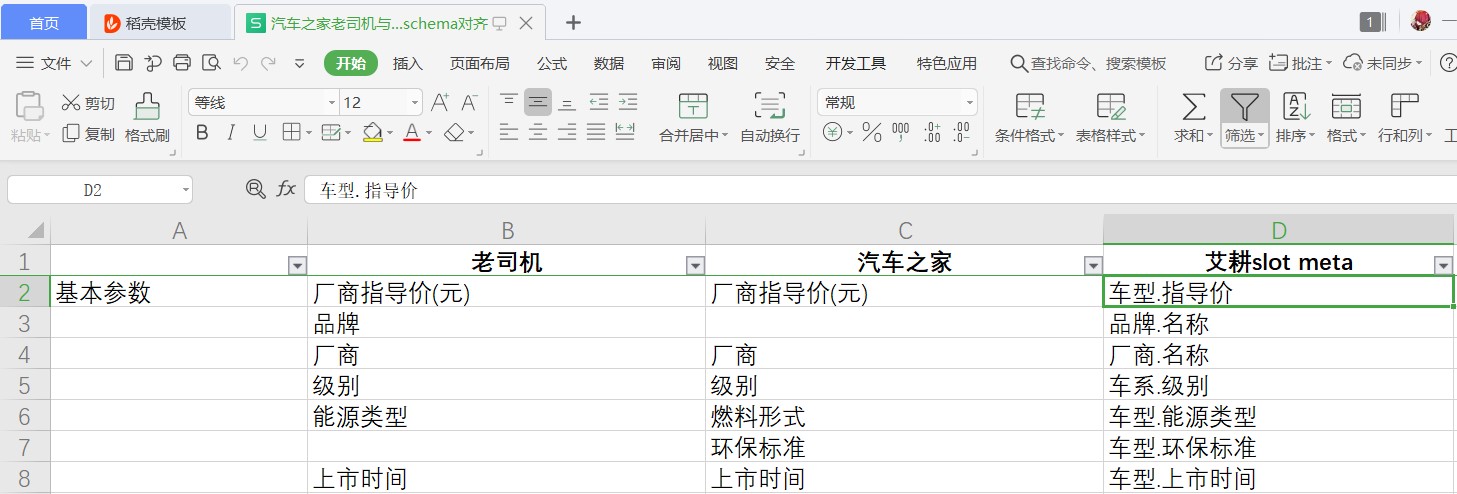 首页 稻壳模板 S 汽车之家老司机与...schema对齐 1
文件 开始 插入 页面布局 公式 数据 审阅 视图 安全 开发工具 特色应用 查找命令、搜索模板 分享 批注 未同步
剪切 等线 12 A+ A- 常规
粘贴 复制 格式刷 B I U A 合并居中 自动换行 ¥ % 000 .0 .00 .00 .0 条件格式 表格样式 求和 筛选 排序 格式 行和列
D2 fx 车型.指导价
A B C D
1 老司机 汽车之家 艾耕slot meta
2 基本参数 厂商指导价(元) 厂商指导价(元) 车型.指导价
3 品牌 品牌.名称
4 厂商 厂商 厂商.名称
5 级别 级别 车系.级别
6 能源类型 燃料形式 车型.能源类型
7 环保标准 车型.环保标准
8 上市时间 上市时间 车型.上市时间